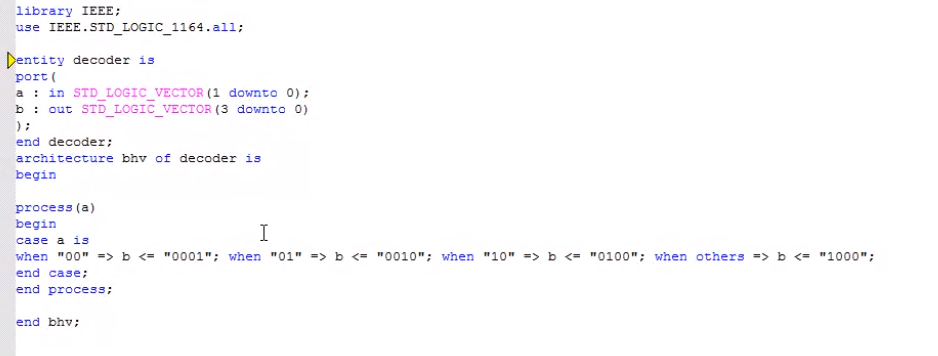 library IEEE;
use IEEE.STD_LOGIC_1164.all;
entity decoder is
port(
a : in STD_LOGIC_VECTOR(1 downto 0);
b : out STD_LOGIC_VECTOR(3 downto 0)
);
end decoder;
architecture bhv of decoder is
begin
process(a)
begin
case a is
when "00" => b <= "0001"; when "01" => b <= "0010"; when "10" => b <= "0100"; when others => b <= "1000";
end case;
end process;
end bhv;